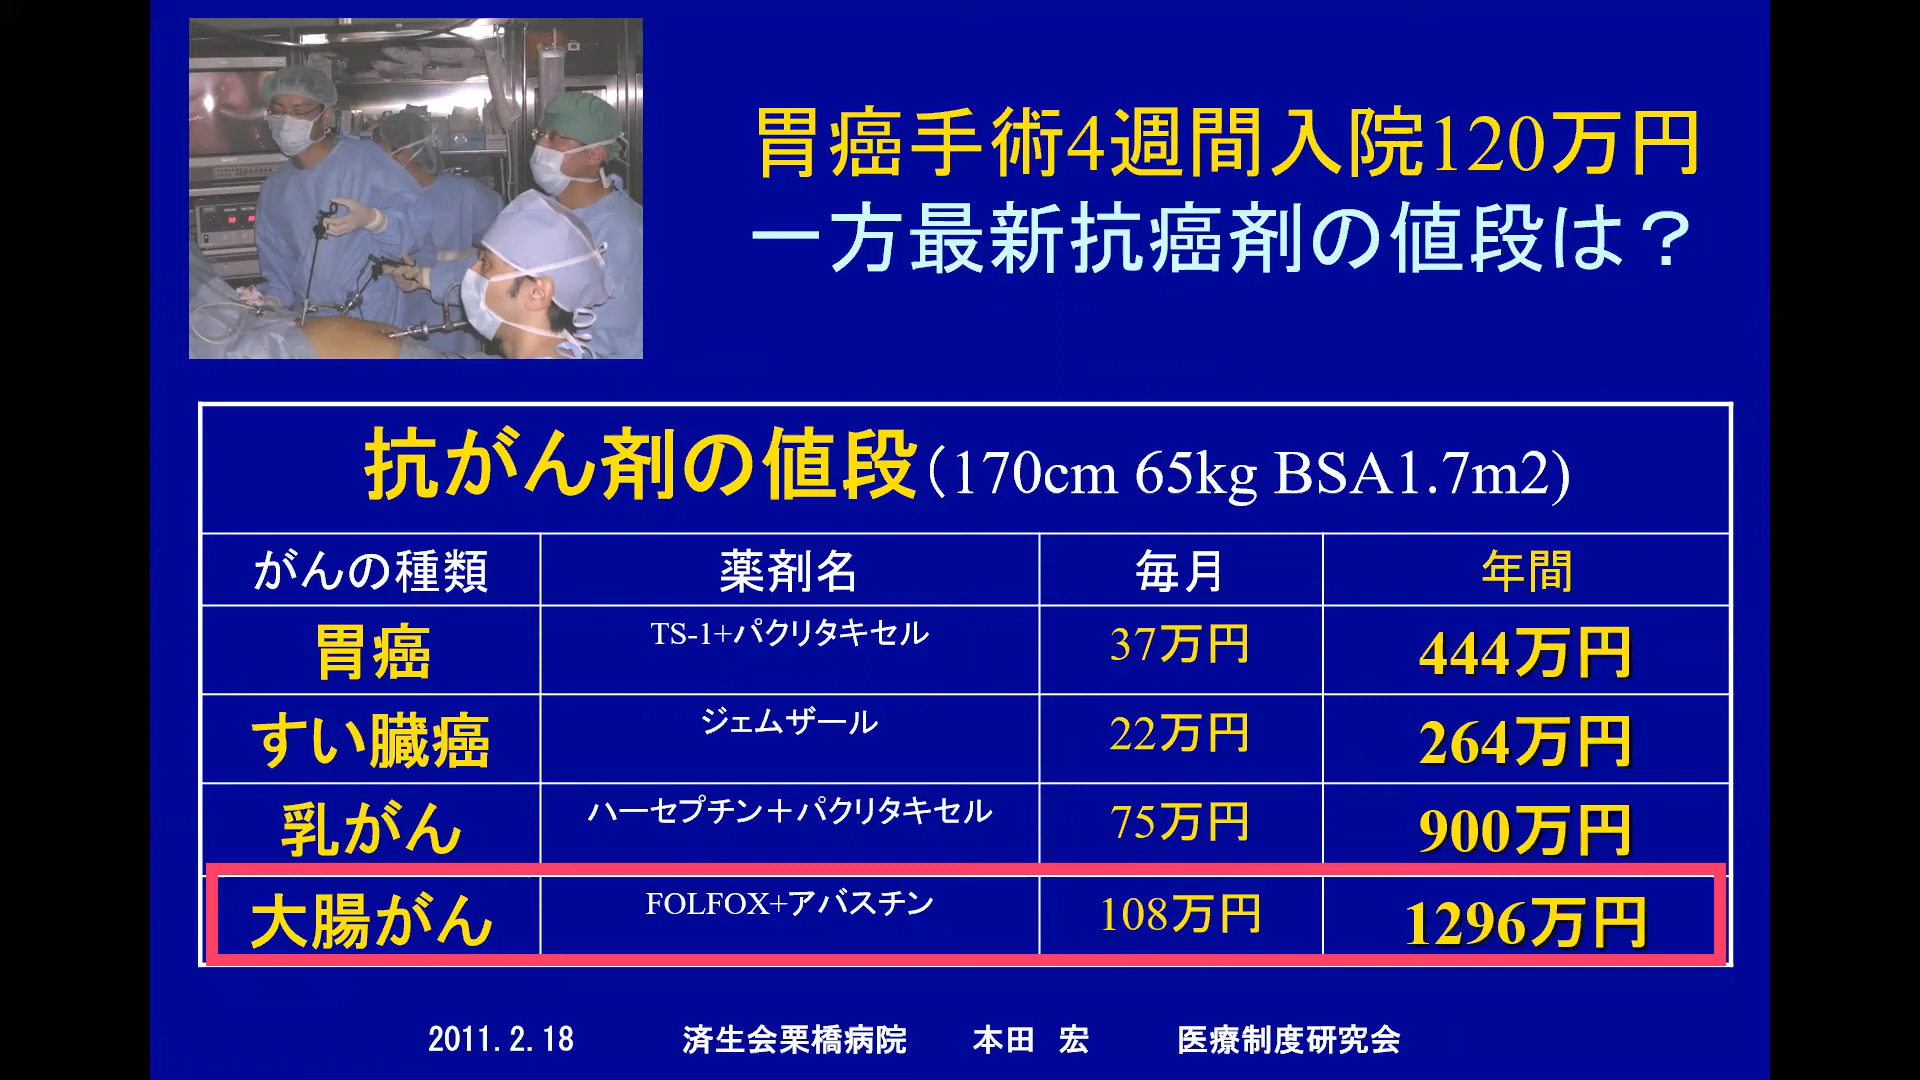 胃癌手術4週間入院120万円
一方最新抗癌剤の値段は？
抗がん剤の値段（170cm 65kg BSA1.7m2)
がんの種類 薬剤名 毎月 年間
胃癌 TS-1+パクリタキセル 37万円 444万円
すい臓癌 ジェムザール 22万円 264万円
乳がん ハーセプチン＋パクリタキセル 75万円 900万円
大腸がん FOLFOX+アバスチン 108万円 1296万円
2011.2.18 済生会栗橋病院 本田 宏 医療制度研究会